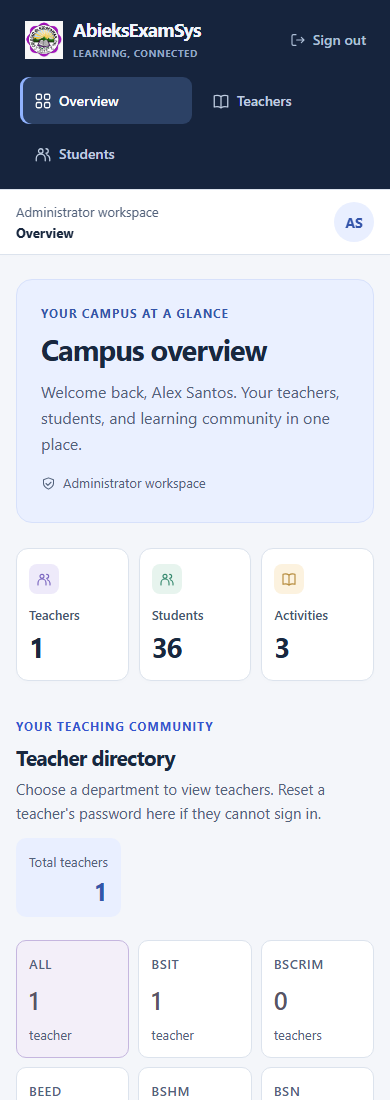 AbieksExamSys
LEARNING, CONNECTED
Sign out
Overview
Teachers
Students
Administrator workspace
Overview
AS
YOUR CAMPUS AT A GLANCE
Campus overview
Welcome back, Alex Santos. Your teachers,
students, and learning community in one
place.
Administrator workspace
Teachers
1
Students
36
Activities
3
YOUR TEACHING COMMUNITY
Teacher directory
Choose a department to view teachers. Reset a
teacher's password here if they cannot sign in.
Total teachers
1
ALL
1
teacher
BSIT
1
teacher
BSCRIM
0
teachers
BEED
BSHM
BSN